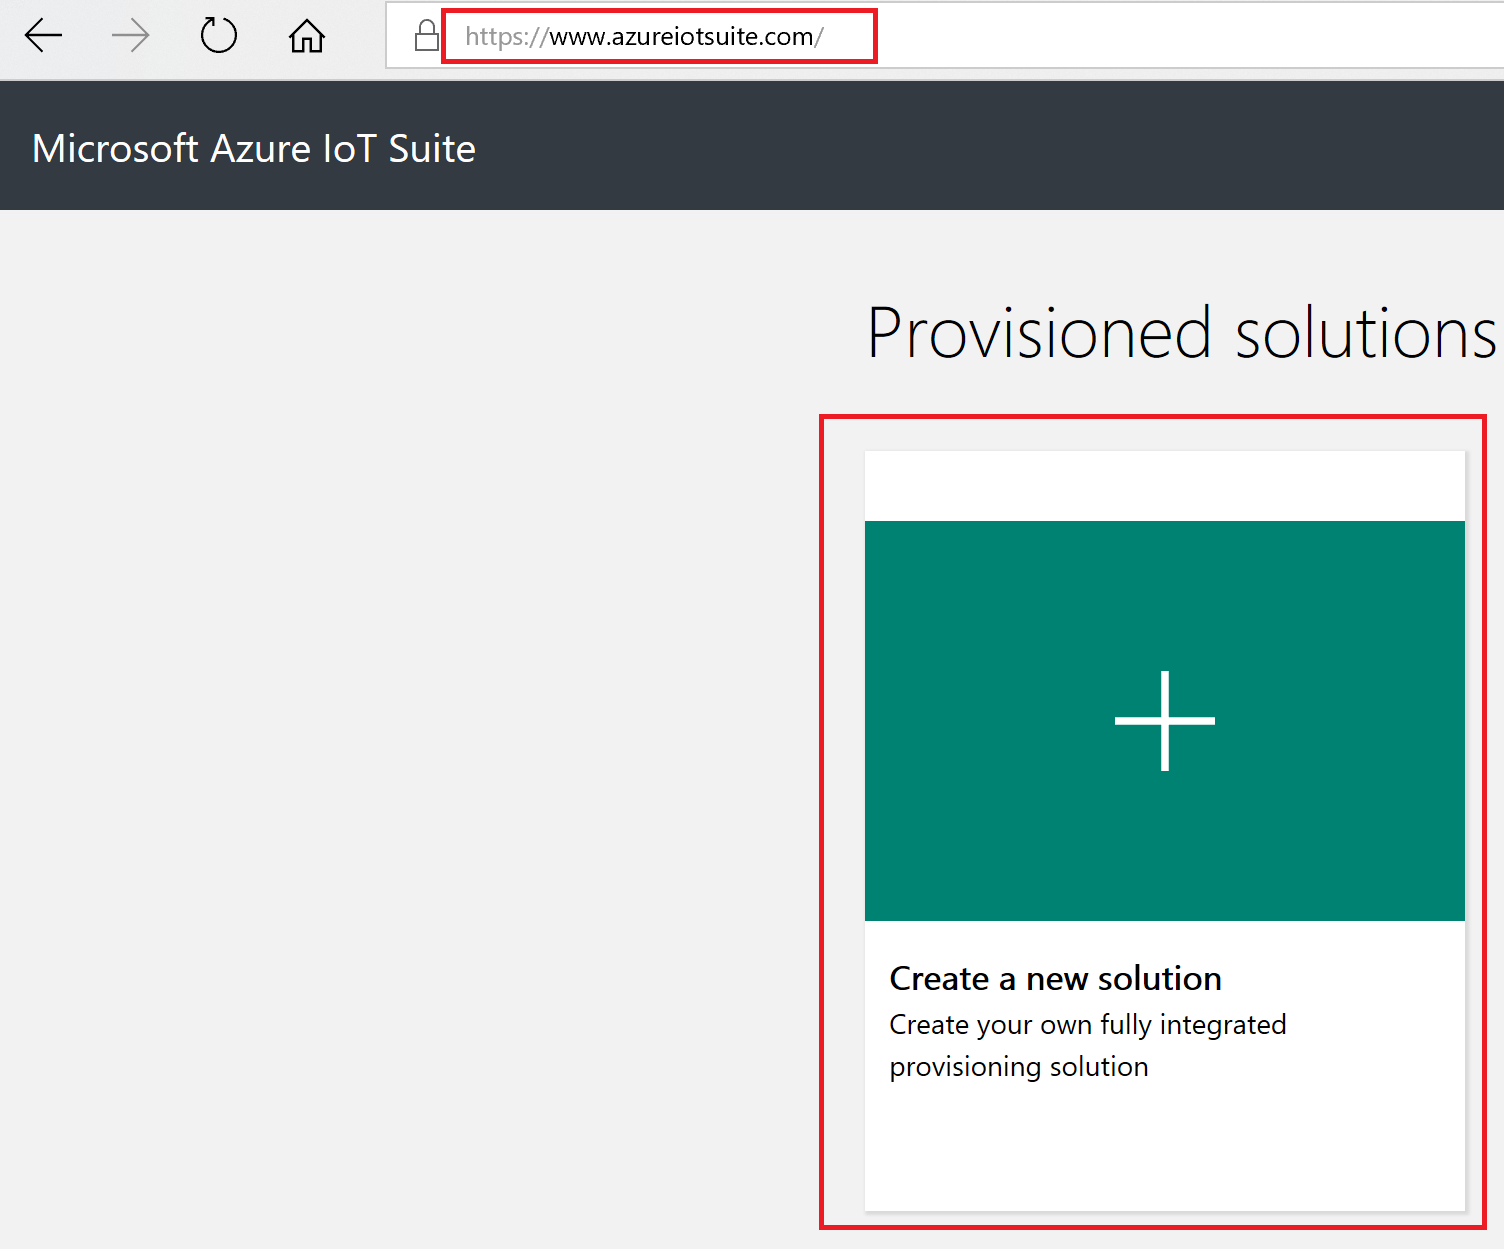 https://www.azureiotsuite.com/
Microsoft Azure IoT Suite
Provisioned solutions
Create a new solution
Create your own fully integrated
provisioning solution